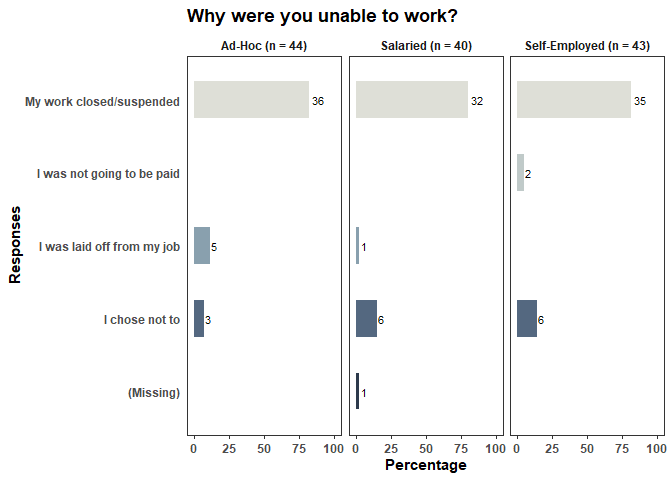 Why were you unable to work?
Ad-Hoc (n = 44) Salaried (n = 40) Self-Employed (n = 43)
My work closed/suspended 36 32 35
I was not going to be paid 2
I was laid off from my job 5 1
I chose not to 3 6 6
(Missing) 1
Responses
0 25 50 75 100 0 25 50 75 100 0 25 50 75 100
Percentage